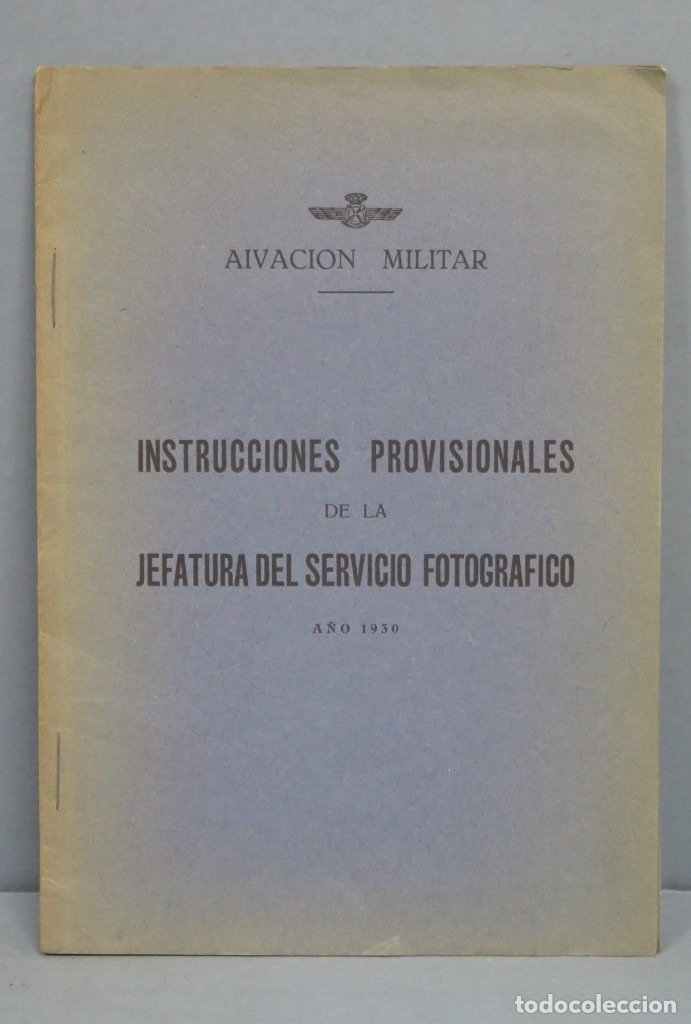 AIVACION MILITAR
INSTRUCCIONES PROVISIONALES
DE LA
JEFATURA DEL SERVICIO FOTOGRAFICO
AÑO 1930
todocoleccion